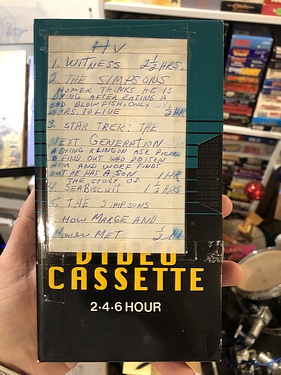 HV
1. WITNESS 2 1/2 HRS.
2. THE SIMPSONS
HOMER THINKS HE IS
DYING AFTER EATING A
BAD BLOWFISH, ONLY
HRS. TO LIVE 1/2 HR
3. STAR TREK: THE
NEXT GENERATION
A DYING KLINGON ASK PICARD
TO FIND OUT WHO POISON
HIM AND WORF FINDS
OUT HE HAS A SON 1 HR
4. THE STORY OF
SEABISCUIT 1 1/2 HRS
5. THE SIMPSONS
HOW MARGE AND
HOMER MET 1/2 HR
VIDEO
CASSETTE
2·4·6 HOUR